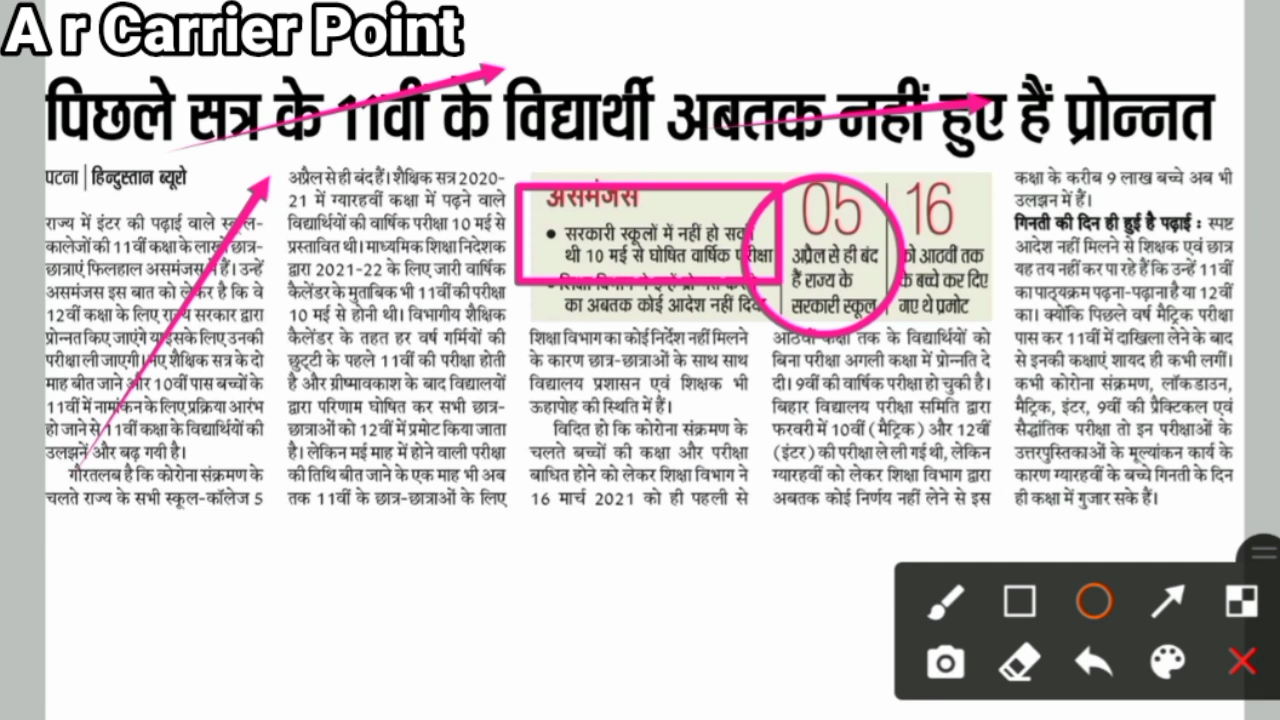 A r Carrier Point
पिछले सत्र के 11वीं के विद्यार्थी अबतक नहीं हुए हैं प्रोन्नत
पटना | हिन्दुस्तान ब्यूरो
राज्य में इंटर की पढ़ाई वाले स्कूल-
कालेजों की 11वीं कक्षा के लाखों छात्र-
छात्राएं फिलहाल असमंजस में हैं। उन्हें
असमंजस इस बात को लेकर है कि वे
12वीं कक्षा के लिए राज्य सरकार द्वारा
प्रोन्नत किए जाएंगे या इसके लिए उनकी
परीक्षा ली जाएगी। नए शैक्षिक सत्र के दो
माह बीत जाने और 10वीं पास बच्चों के
11वीं में नामांकन के लिए प्रक्रिया आरंभ
हो जाने से 11वीं कक्षा के विद्यार्थियों की
उलझनें और बढ़ गयी है।
गौरतलब है कि कोरोना संक्रमण के
चलते राज्य के सभी स्कूल-कॉलेज 5
अप्रैल से ही बंद हैं। शैक्षिक सत्र 2020-
21 में ग्यारहवीं कक्षा में पढ़ने वाले
विद्यार्थियों की वार्षिक परीक्षा 10 मई से
प्रस्तावित थी। माध्यमिक शिक्षा निदेशक
द्वारा 2021-22 के लिए जारी वार्षिक
कैलेंडर के मुताबिक भी 11वीं की परीक्षा
10 मई से होनी थी। विभागीय शैक्षिक
कैलेंडर के तहत हर वर्ष गर्मियों की
छुट्टी के पहले 11वीं की परीक्षा होती
है और ग्रीष्मावकाश के बाद विद्यालयों
द्वारा परिणाम घोषित कर सभी छात्र-
छात्राओं को 12वीं में प्रमोट किया जाता
है। लेकिन मई माह में होने वाली परीक्षा
की तिथि बीत जाने के एक माह भी अब
तक 11वीं के छात्र-छात्राओं के लिए
असमंजस
• सरकारी स्कूलों में नहीं हो सकी
थी 10 मई से घोषित वार्षिक परीक्षा
का अबतक कोई आदेश नहीं दिया
05
अप्रैल से ही बंद
हैं राज्य के
सरकारी स्कूल
16
को आठवीं तक
के बच्चे कर दिए
गए थे प्रमोट
शिक्षा विभाग का कोई निर्देश नहीं मिलने
के कारण छात्र-छात्राओं के साथ साथ
विद्यालय प्रशासन एवं शिक्षक भी
ऊहापोह की स्थिति में हैं।
विदित हो कि कोरोना संक्रमण के
चलते बच्चों की कक्षा और परीक्षा
बाधित होने को लेकर शिक्षा विभाग ने
16 मार्च 2021 को ही पहली से
आठवीं कक्षा तक के विद्यार्थियों को
बिना परीक्षा अगली कक्षा में प्रोन्नति दे
दी। 9वीं की वार्षिक परीक्षा हो चुकी है।
बिहार विद्यालय परीक्षा समिति द्वारा
फरवरी में 10वीं (मैट्रिक) और 12वीं
(इंटर) की परीक्षा ले ली गई थी, लेकिन
ग्यारहवीं को लेकर शिक्षा विभाग द्वारा
अबतक कोई निर्णय नहीं लेने से इस
कक्षा के करीब 9 लाख बच्चे अब भी
उलझन में हैं।
गिनती की दिन ही हुई है पढ़ाई : स्पष्ट
आदेश नहीं मिलने से शिक्षक एवं छात्र
यह तय नहीं कर पा रहे हैं कि उन्हें 11वीं
का पाठ्यक्रम पढ़ना-पढ़ाना है या 12वीं
का। क्योंकि पिछले वर्ष मैट्रिक परीक्षा
पास कर 11वीं में दाखिला लेने के बाद
से इनकी कक्षाएं शायद ही कभी लगीं।
कभी कोरोना संक्रमण, लॉकडाउन,
मैट्रिक, इंटर, 9वीं की प्रैक्टिकल एवं
सैद्धांतिक परीक्षा तो इन परीक्षाओं के
उत्तरपुस्तिकाओं के मूल्यांकन कार्य के
कारण ग्यारहवीं के बच्चे गिनती के दिन
ही कक्षा में गुजार सके हैं।